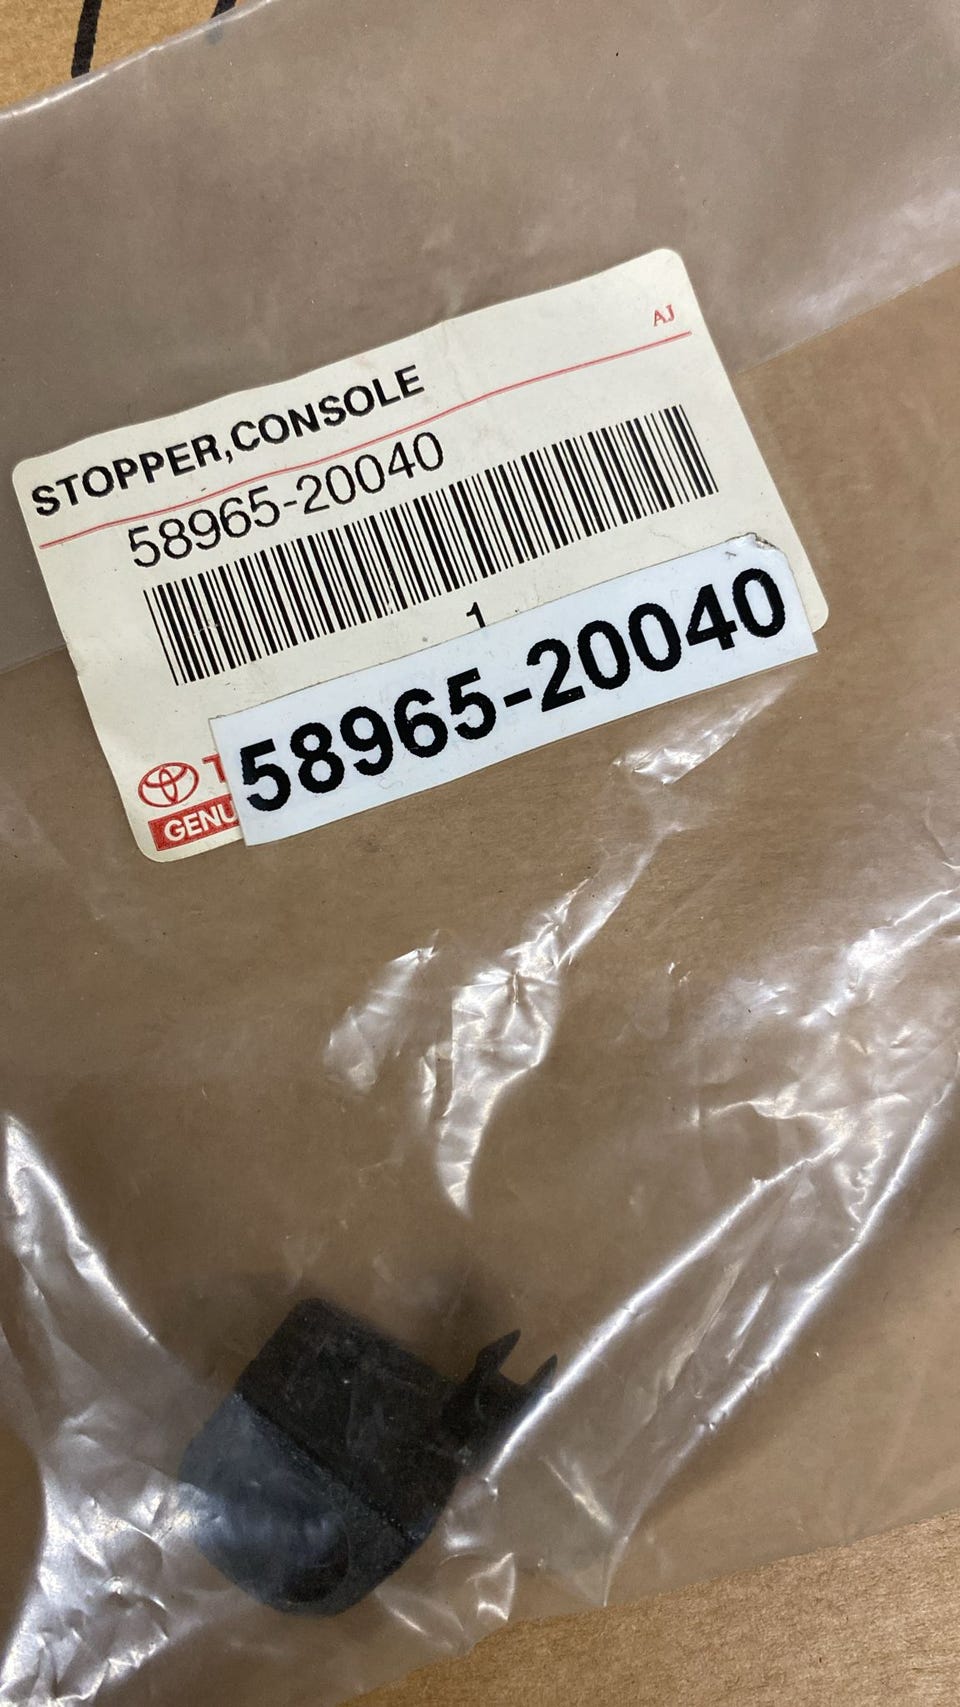 AJ
STOPPER,CONSOLE
58965-20040
1
58965-20040
T
GENU